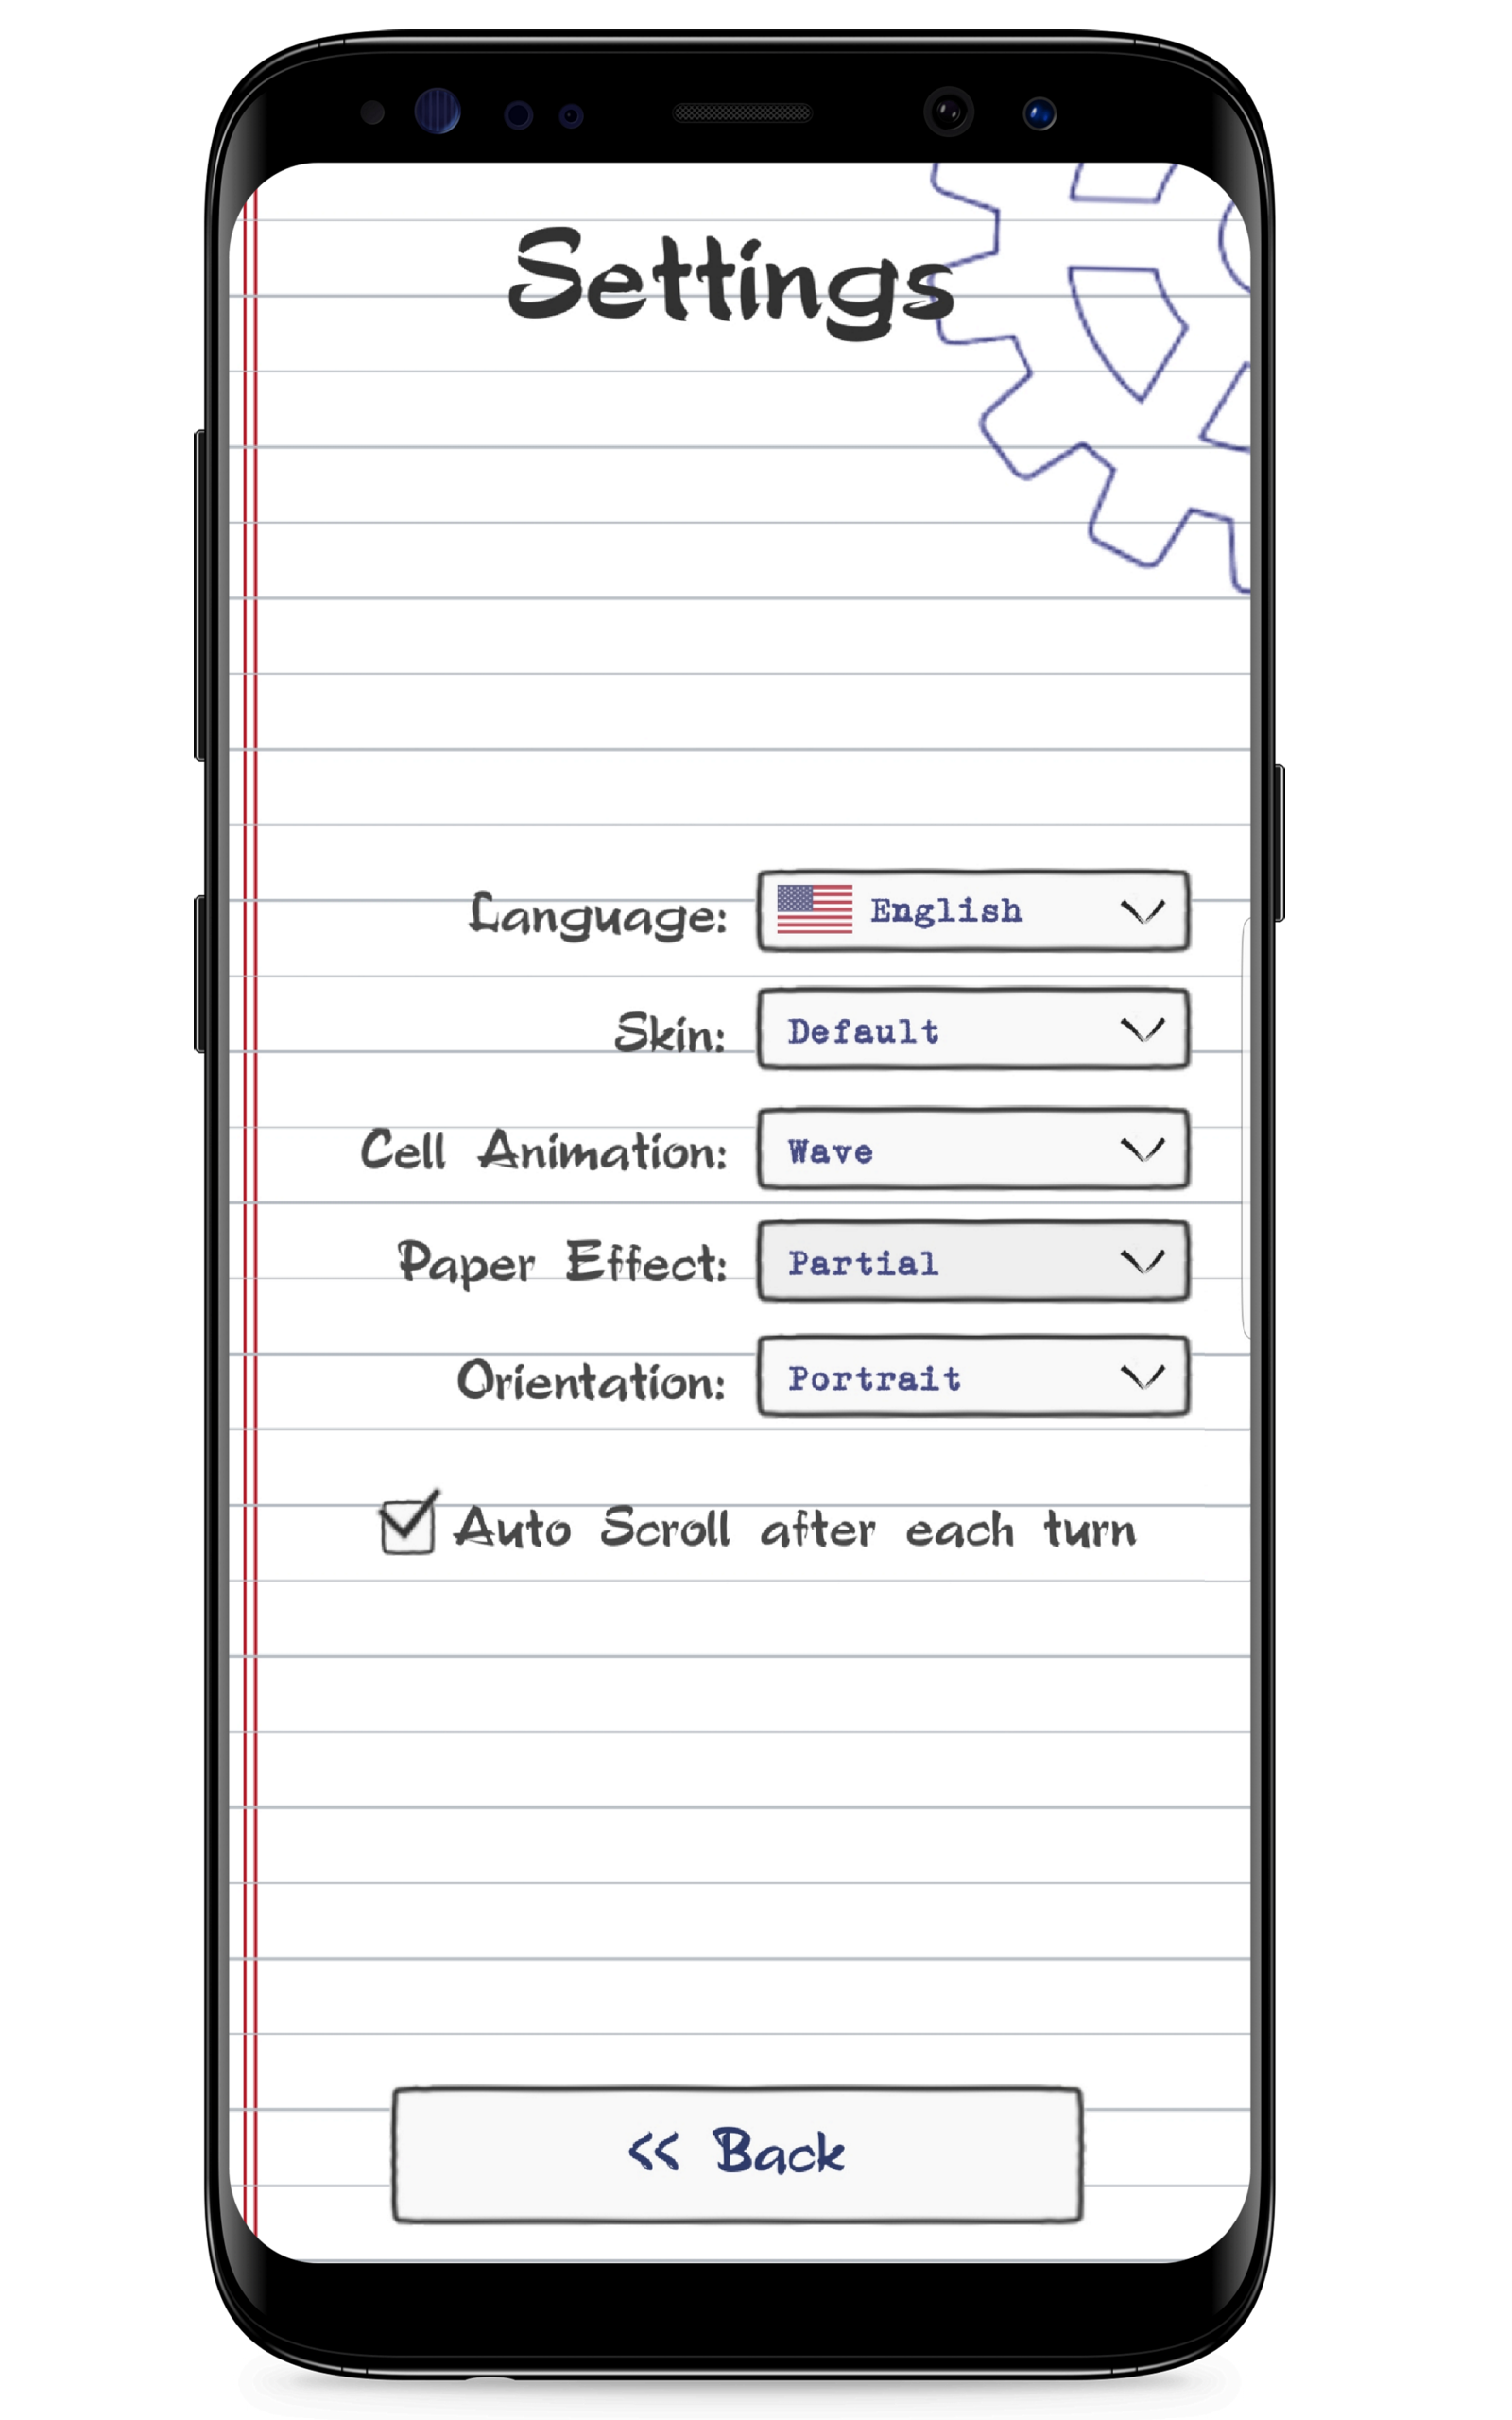 Settings
Language: English
Skin: Default
Cell Animation: Wave
Paper Effect: Partial
Orientation: Portrait
Auto Scroll after each turn
<< Back